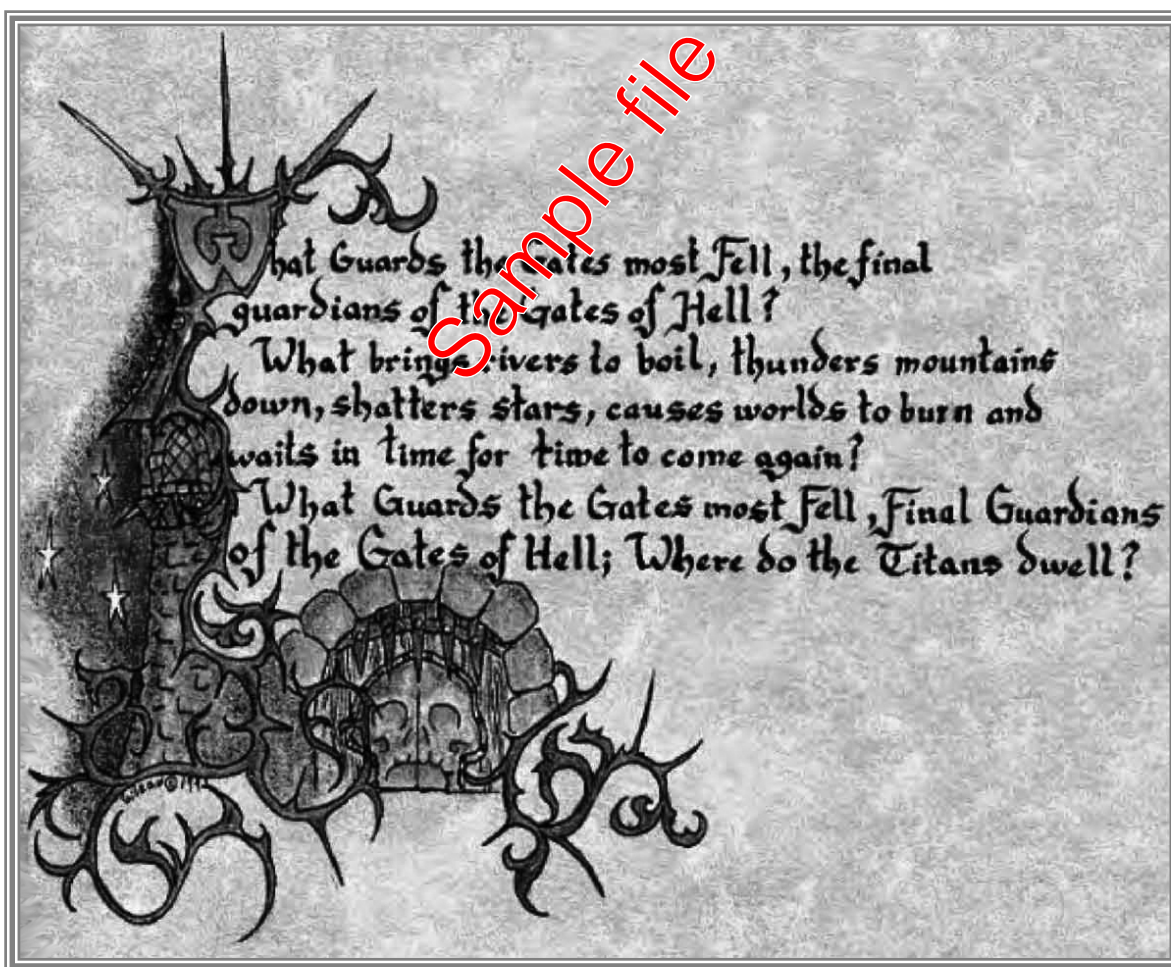 What Guards the Gates most Fell, the final
guardians of the Gates of Hell?
What brings rivers to boil, thunders mountains
down, shatters stars, causes worlds to burn and
waits in time for time to come again?
What Guards the Gates most Fell, Final Guardians
of the Gates of Hell; Where do the Titans dwell?
Sample file